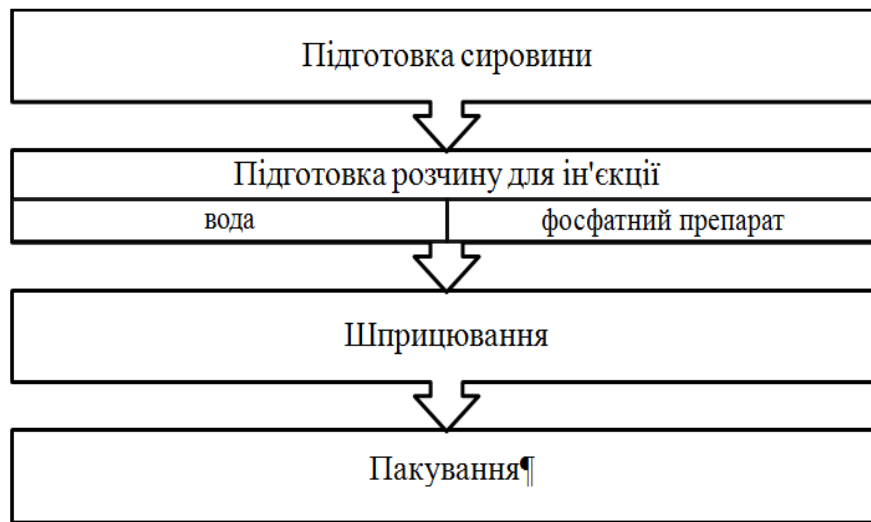 Підготовка сировини
Підготовка розчину для ін'єкції
вода
фосфатний препарат
Шприцювання
Пакування¶